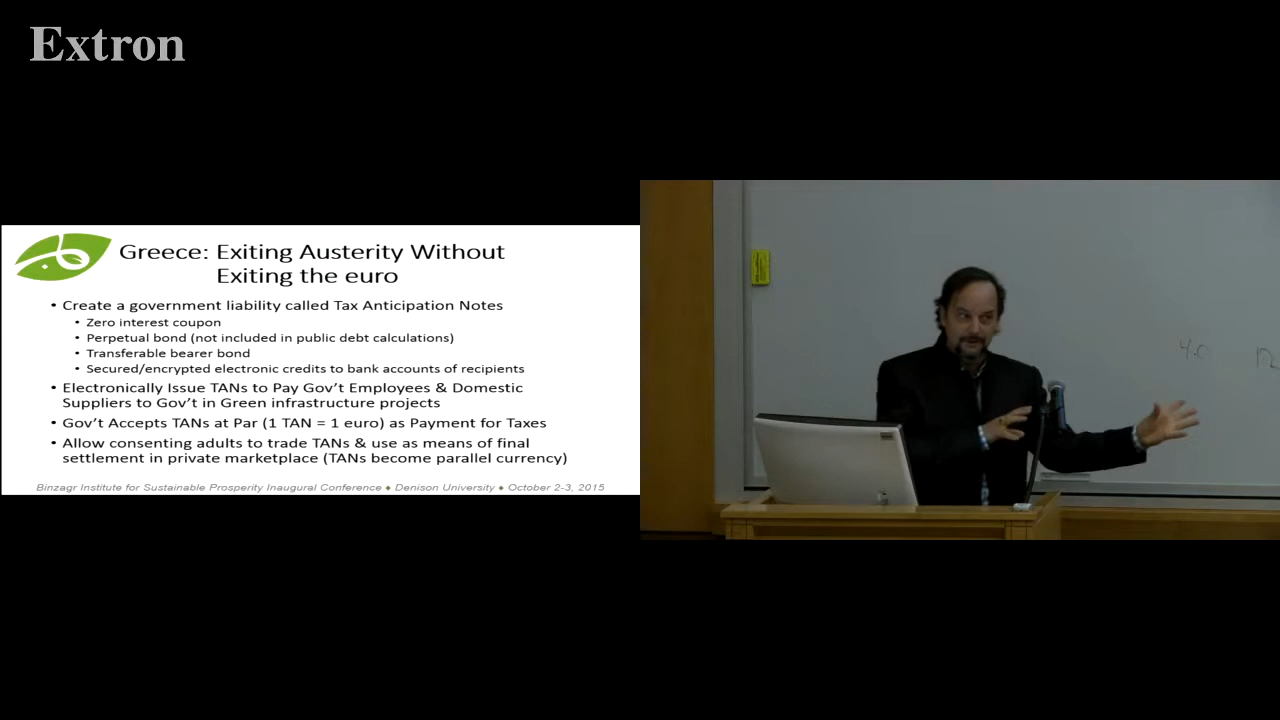 Extron
Greece: Exiting Austerity Without
Exiting the euro
• Create a government liability called Tax Anticipation Notes
• Zero interest coupon
• Perpetual bond (not included in public debt calculations)
• Transferable bearer bond
• Secured/encrypted electronic credits to bank accounts of recipients
• Electronically Issue TANs to Pay Gov't Employees & Domestic
Suppliers to Gov't in Green infrastructure projects
• Gov't Accepts TANs at Par (1 TAN = 1 euro) as Payment for Taxes
• Allow consenting adults to trade TANs & use as means of final
settlement in private marketplace (TANs become parallel currency)
Binzagr Institute for Sustainable Prosperity Inaugural Conference ♦ Denison University ♦ October 2-3, 2015